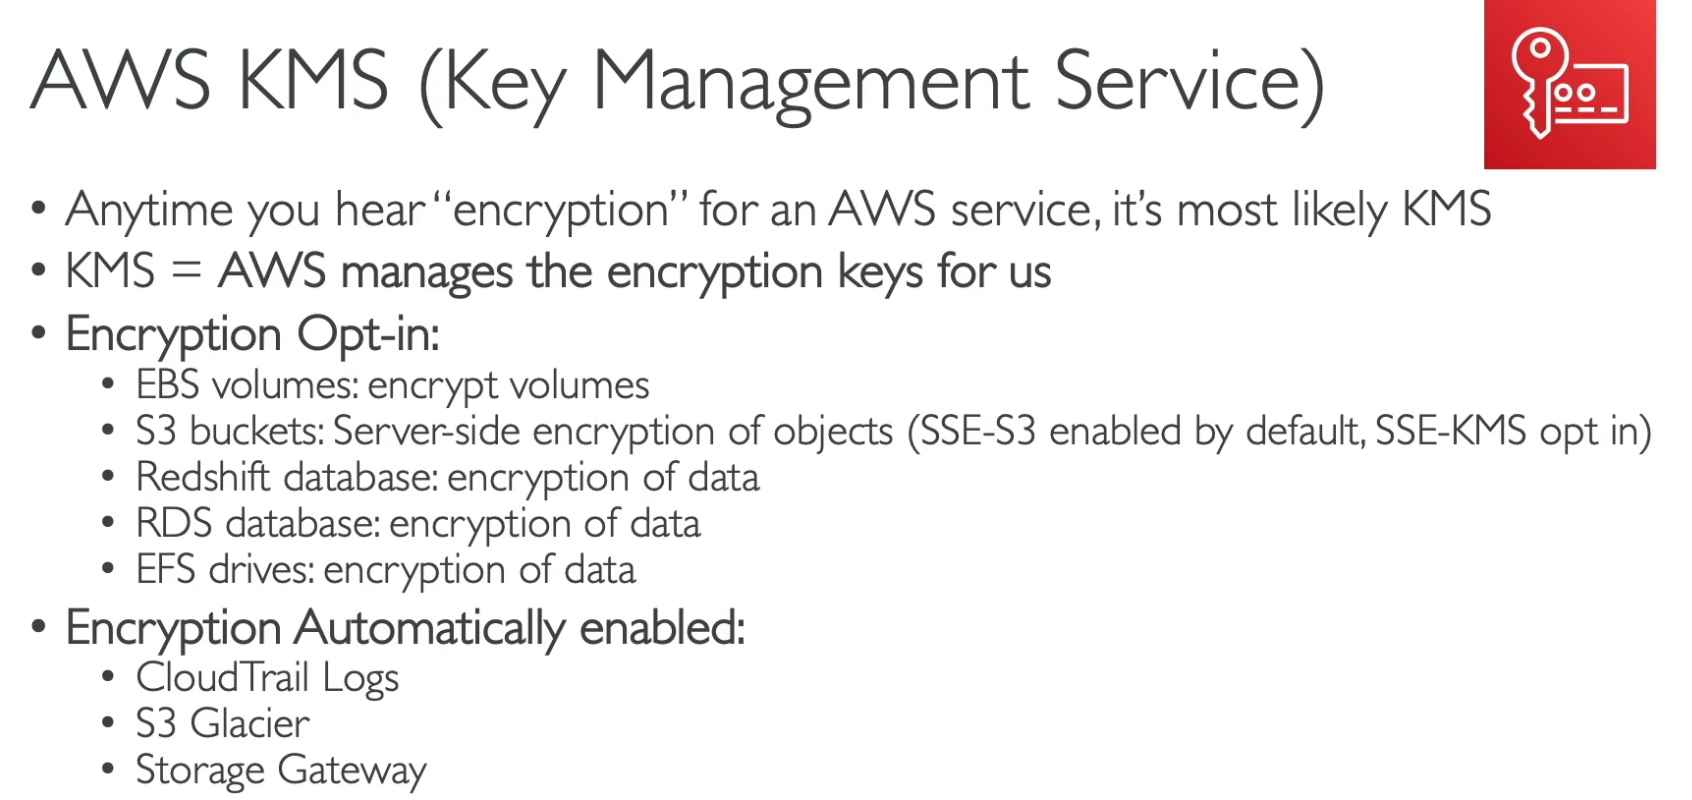 AWS KMS (Key Management Service)
• Anytime you hear “encryption” for an AWS service, it’s most likely KMS
• KMS = AWS manages the encryption keys for us
• Encryption Opt-in:
• EBS volumes: encrypt volumes
• S3 buckets: Server-side encryption of objects (SSE-S3 enabled by default, SSE-KMS opt in)
• Redshift database: encryption of data
• RDS database: encryption of data
• EFS drives: encryption of data
• Encryption Automatically enabled:
• CloudTrail Logs
• S3 Glacier
• Storage Gateway